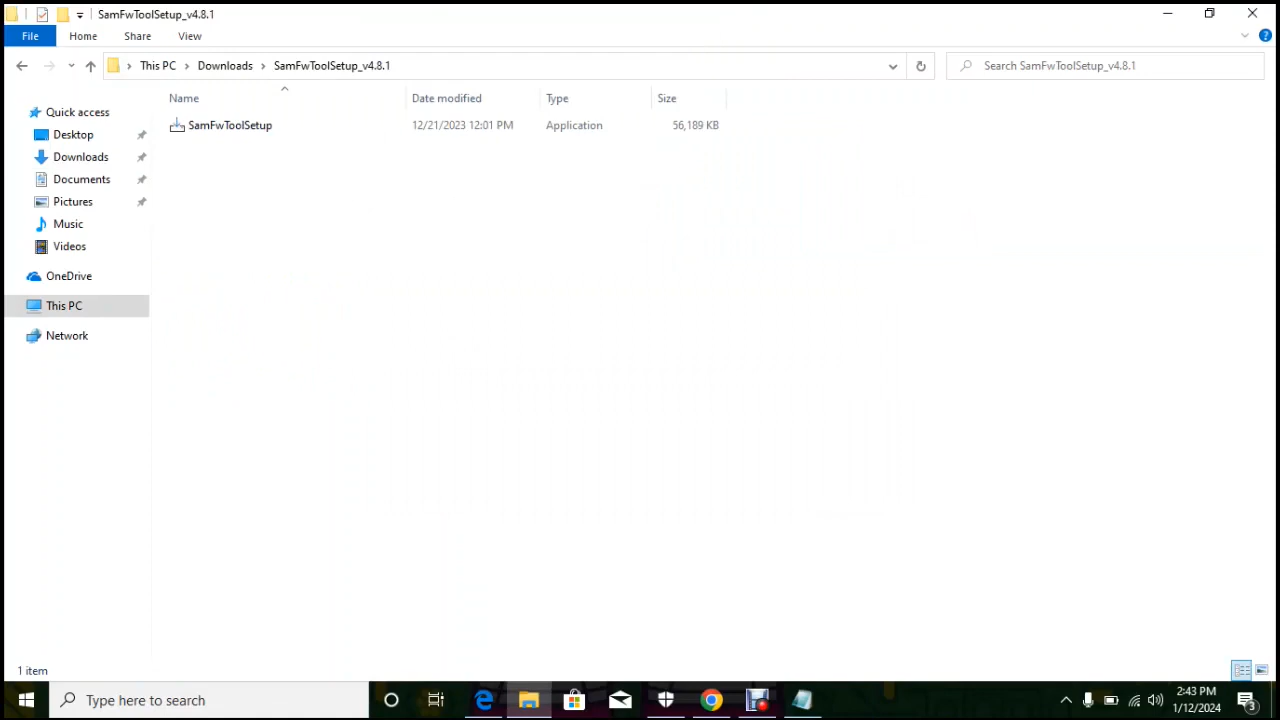 SamFwToolSetup_v4.8.1
File Home Share View
This PC Downloads SamFwToolSetup_v4.8.1 Search SamFwToolSetup_v4.8.1
Name Date modified Type Size
SamFwToolSetup 12/21/2023 12:01 PM Application 56,189 KB
Quick access
Desktop
Downloads
Documents
Pictures
Music
Videos
OneDrive
This PC
Network
1 item
Type here to search
2:43 PM
1/12/2024
3